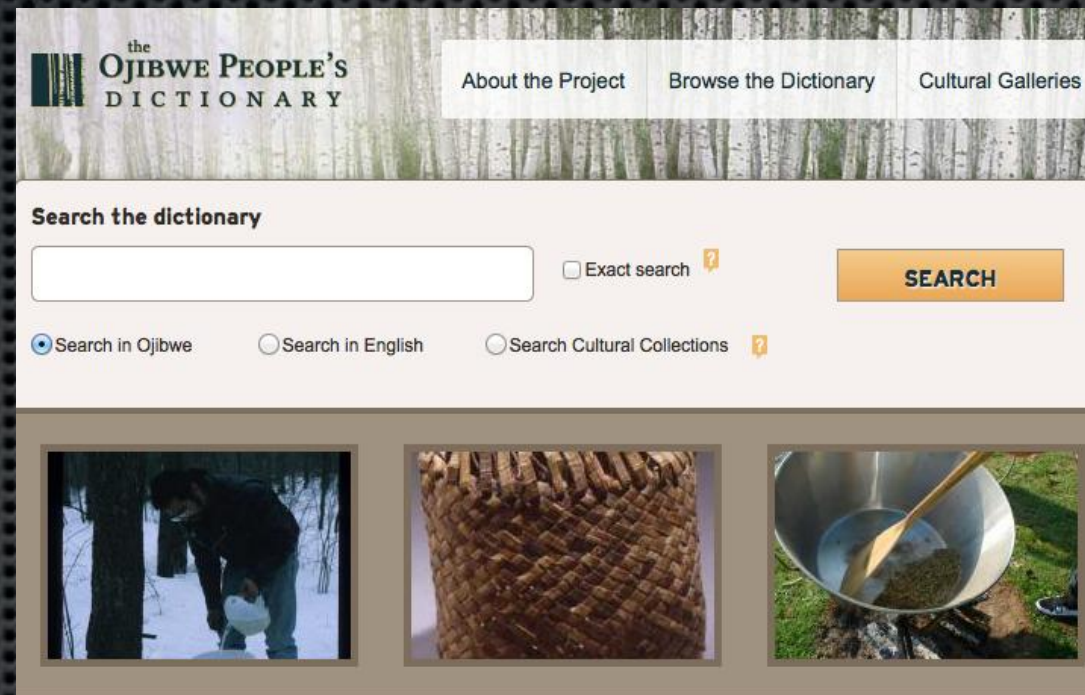 the
OJIBWE PEOPLE'S
DICTIONARY
About the Project
Browse the Dictionary
Cultural Galleries
Search the dictionary
Exact search ?
SEARCH
Search in Ojibwe
Search in English
Search Cultural Collections ?